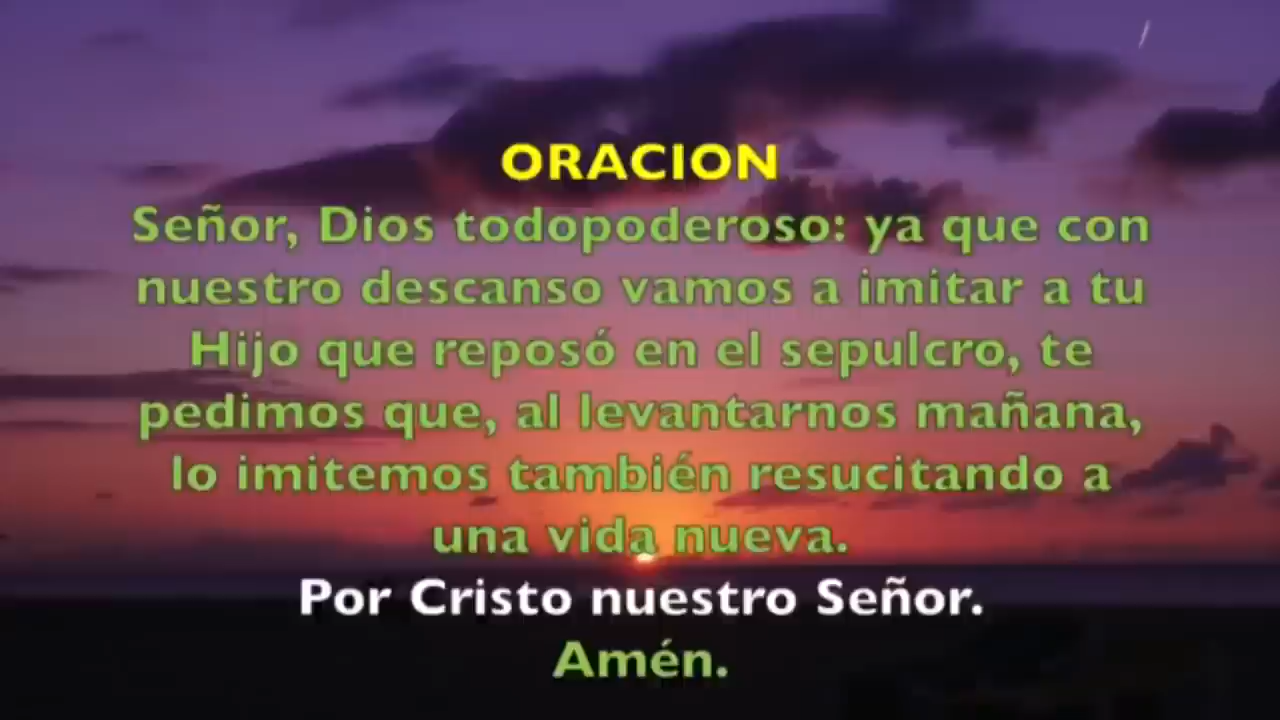 ORACION
Señor, Dios todopoderoso: ya que con
nuestro descanso vamos a imitar a tu
Hijo que reposó en el sepulcro, te
pedimos que, al levantarnos mañana,
lo imitemos también resucitando a
una vida nueva.
Por Cristo nuestro Señor.
Amén.